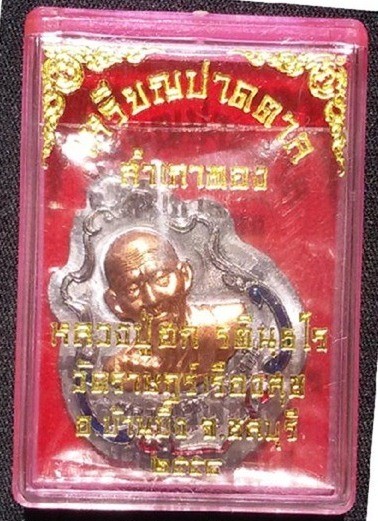 เหรียญปาดตาล
สำเภาทอง
หลวงปู่ฮก รตินฺธโร
วัดราษฎร์เรืองสุข
อ.บ้านบึง จ.ชลบุรี